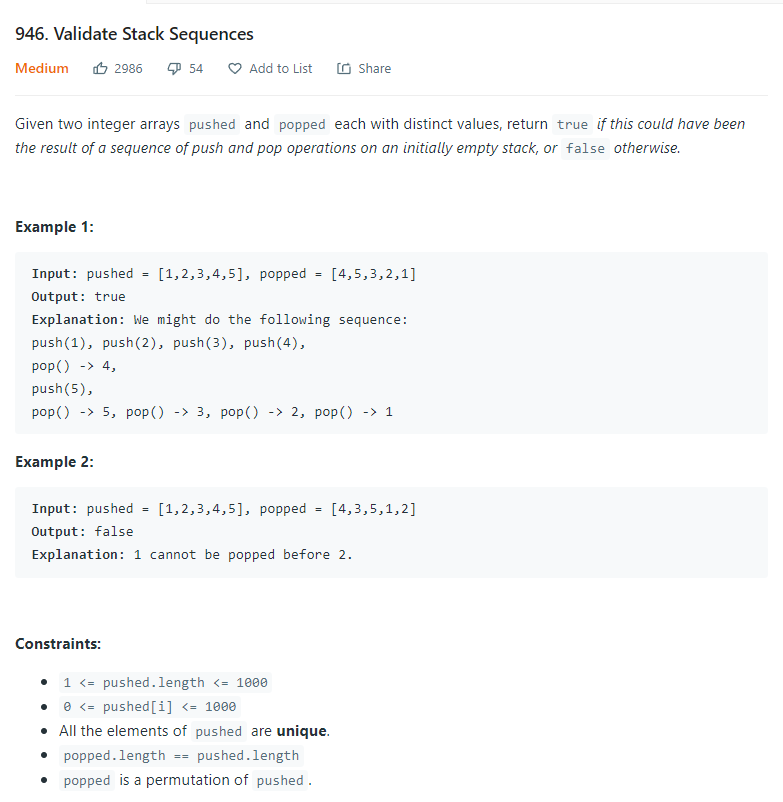 946. Validate Stack Sequences
Medium 2986 54 Add to List Share
Given two integer arrays pushed and popped each with distinct values, return true if this could have been
the result of a sequence of push and pop operations on an initially empty stack, or false otherwise.
Example 1:
Input: pushed = [1,2,3,4,5], popped = [4,5,3,2,1]
Output: true
Explanation: We might do the following sequence:
push(1), push(2), push(3), push(4),
pop() -> 4,
push(5),
pop() -> 5, pop() -> 3, pop() -> 2, pop() -> 1
Example 2:
Input: pushed = [1,2,3,4,5], popped = [4,3,5,1,2]
Output: false
Explanation: 1 cannot be popped before 2.
Constraints:
• 1 <= pushed.length <= 1000
• 0 <= pushed[i] <= 1000
• All the elements of pushed are unique.
• popped.length == pushed.length
• popped is a permutation of pushed.